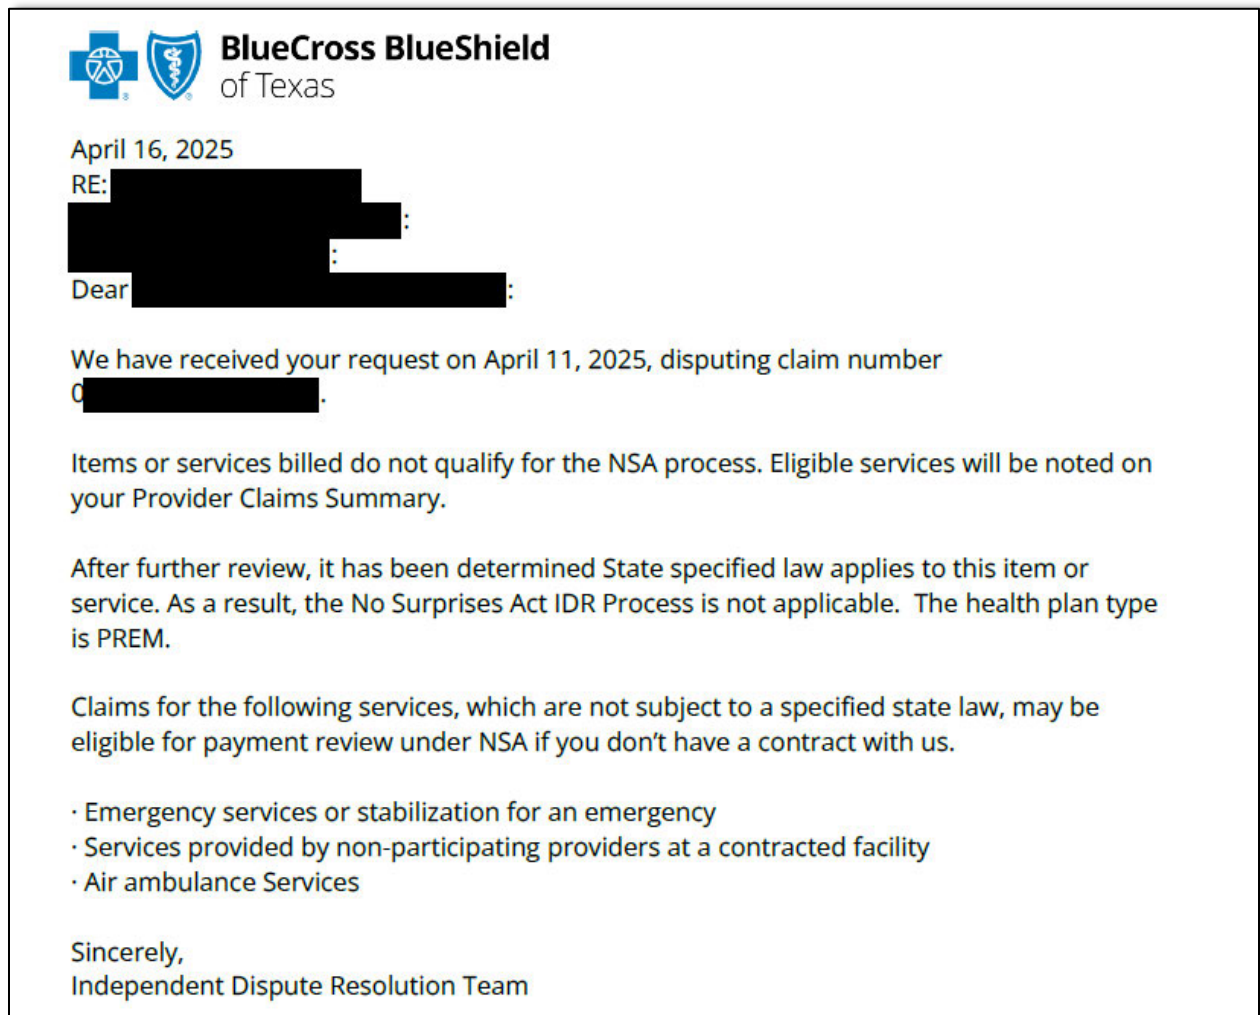 BlueCross BlueShield
of Texas
April 16, 2025
RE:
:
:
Dear :
We have received your request on April 11, 2025, disputing claim number
0 .
Items or services billed do not qualify for the NSA process. Eligible services will be noted on
your Provider Claims Summary.
After further review, it has been determined State specified law applies to this item or
service. As a result, the No Surprises Act IDR Process is not applicable.  The health plan type
is PREM.
Claims for the following services, which are not subject to a specified state law, may be
eligible for payment review under NSA if you don’t have a contract with us.
· Emergency services or stabilization for an emergency
· Services provided by non-participating providers at a contracted facility
· Air ambulance Services
Sincerely,
Independent Dispute Resolution Team